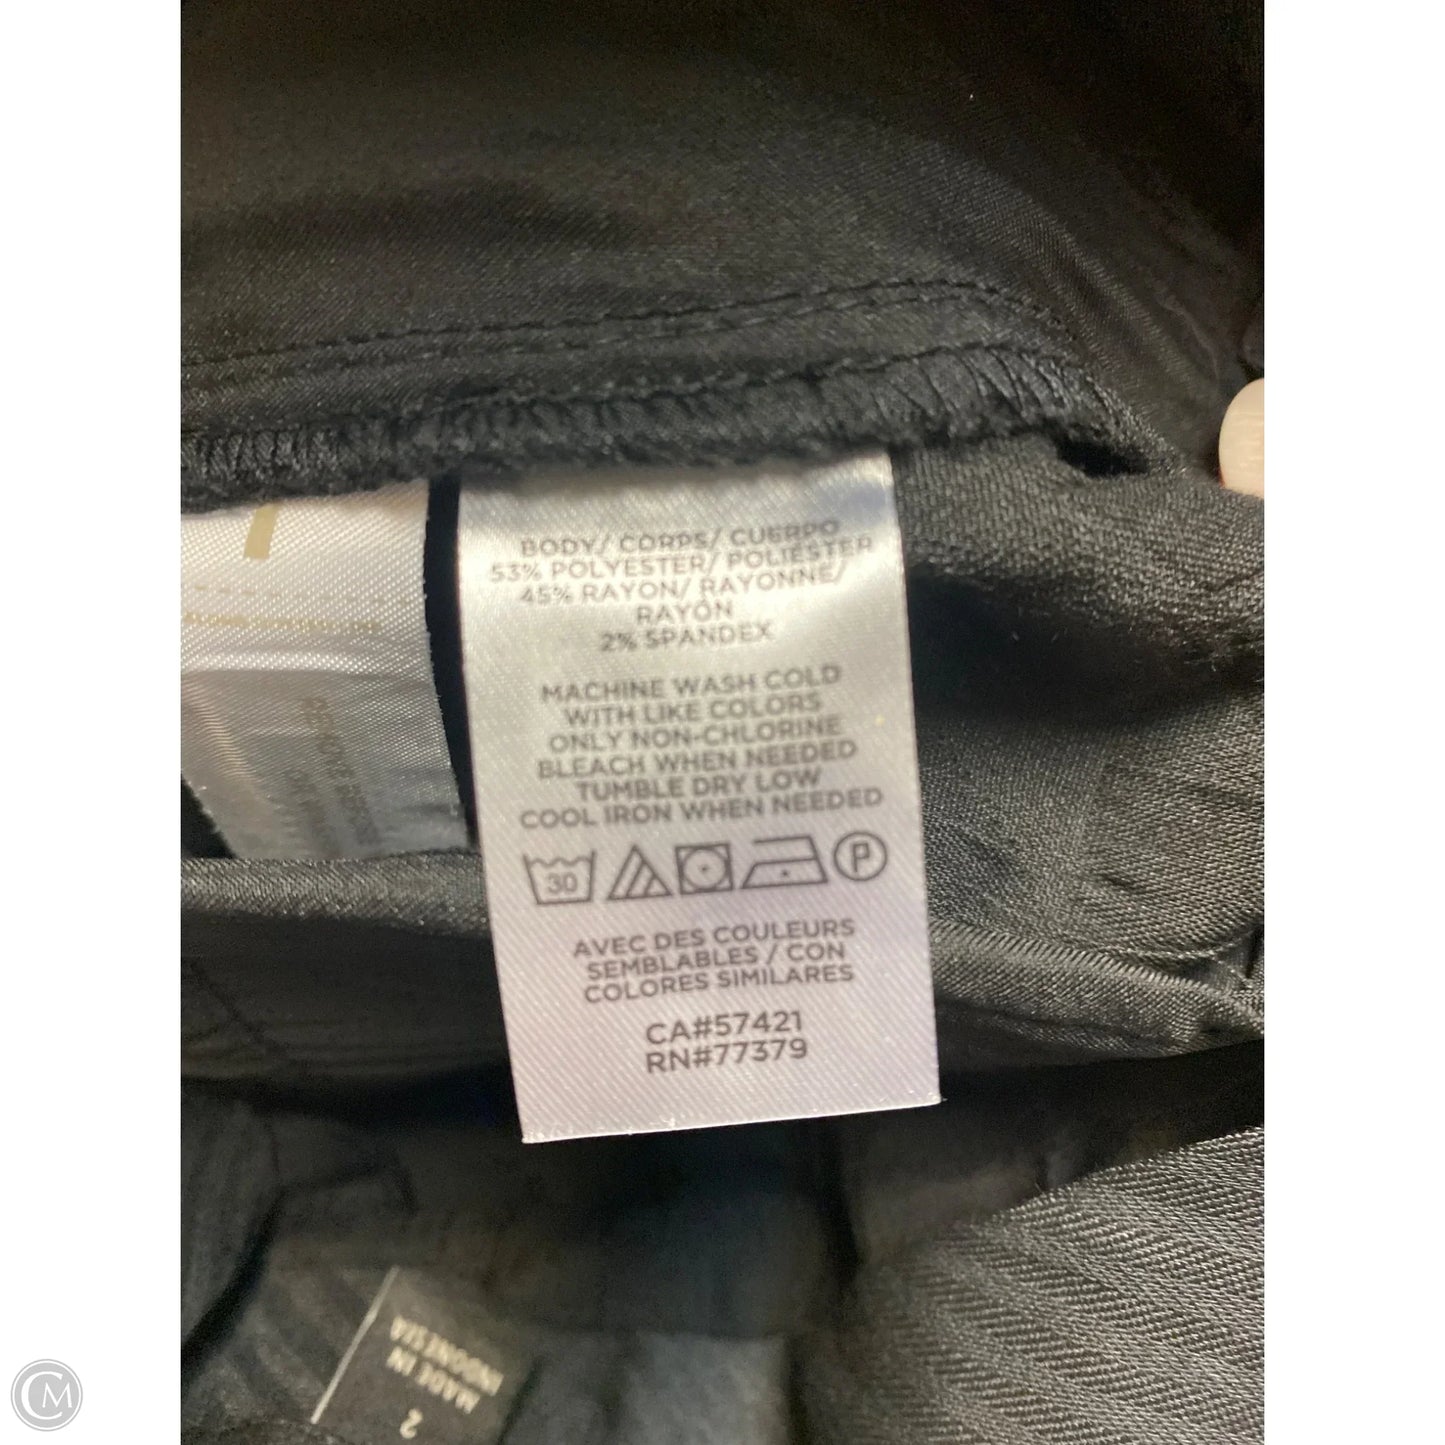 BODY/ CORPS/ CUERPO
53% POLYESTER/ POLIÉSTER
45% RAYON/ RAYONNE/
RAYÓN
2% SPANDEX
MACHINE WASH COLD
WITH LIKE COLORS
ONLY NON-CHLORINE
BLEACH WHEN NEEDED
TUMBLE DRY LOW
COOL IRON WHEN NEEDED
30 P
AVEC DES COULEURS
SEMBLABLES / CON
COLORES SIMILARES
CA#57421
RN#77379
2
MADE IN
INDONESIA
CM